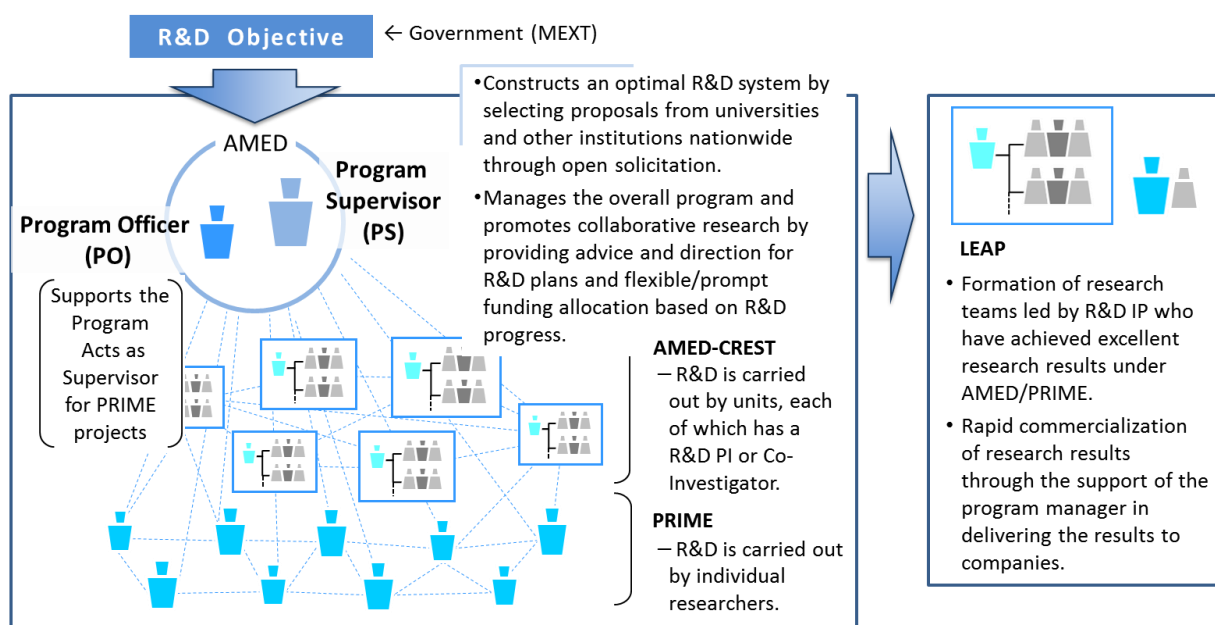 R&D Objective
← Government (MEXT)
AMED
Program
Supervisor
(PS)
Program Officer
(PO)
Supports the
Program
Acts as
Supervisor
for PRIME
projects
•Constructs an optimal R&D system by
selecting proposals from universities
and other institutions nationwide
through open solicitation.
•Manages the overall program and
promotes collaborative research by
providing advice and direction for
R&D plans and flexible/prompt
funding allocation based on R&D
progress.
AMED-CREST
— R&D is carried
out by units, each
of which has a
R&D PI or Co-
Investigator.
PRIME
— R&D is carried out
by individual
researchers.
LEAP
• Formation of research
teams led by R&D IP who
have achieved excellent
research results under
AMED/PRIME.
• Rapid commercialization
of research results
through the support of the
program manager in
delivering the results to
companies.